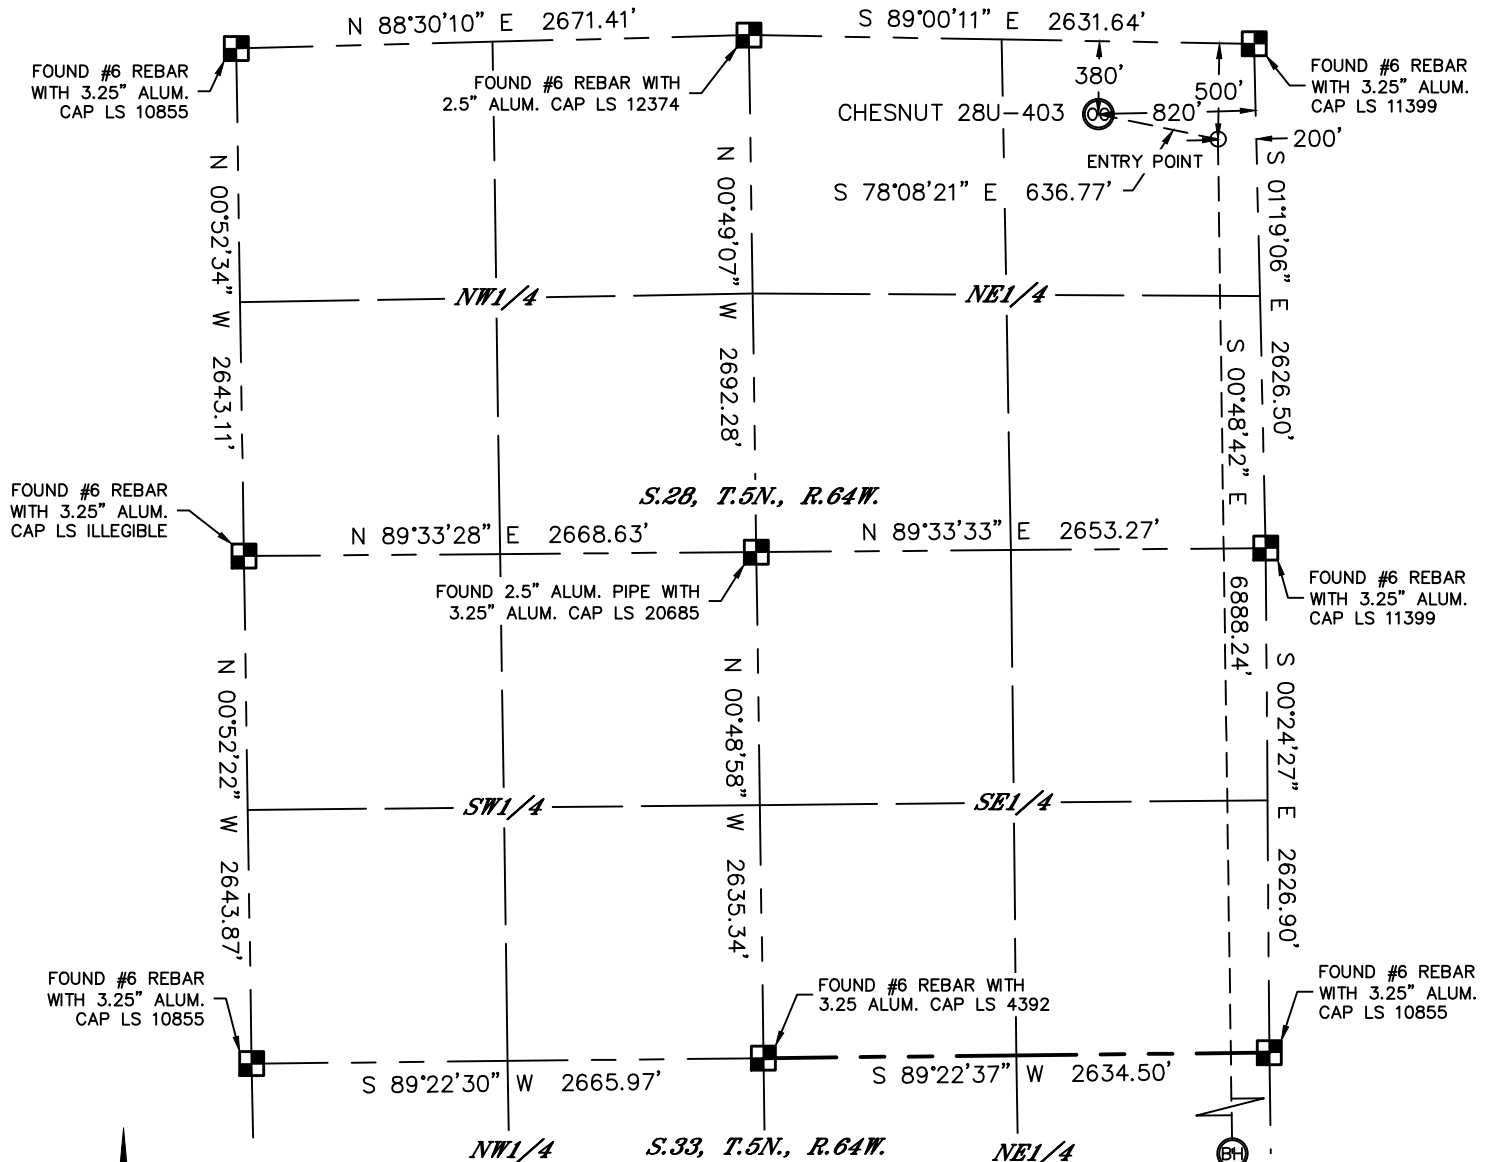 N 88°30'10" E 2671.41'
S 89°00'11" E 2631.64'
FOUND #6 REBAR
WITH 3.25" ALUM.
CAP LS 10855
FOUND #6 REBAR WITH
2.5" ALUM. CAP LS 12374
380'
500'
FOUND #6 REBAR
WITH 3.25" ALUM.
CAP LS 11399
CHESNUT 28U-403
820'
200'
ENTRY POINT
S 78°08'21" E 636.77'
N 00°52'34" W 2643.11'
N 00°49'07" W 2692.28'
S 01°19'06" E 2626.50'
NW1/4
NE1/4
S 00°48'42" E 6888.24'
FOUND #6 REBAR
WITH 3.25" ALUM.
CAP LS ILLEGIBLE
S.28, T.5N., R.64W.
N 89°33'28" E 2668.63'
N 89°33'33" E 2653.27'
FOUND 2.5" ALUM. PIPE WITH
3.25" ALUM. CAP LS 20685
FOUND #6 REBAR
WITH 3.25" ALUM.
CAP LS 11399
N 00°52'22" W 2643.87'
N 00°48'58" W 2635.34'
S 00°24'27" E 2626.90'
SW1/4
SE1/4
FOUND #6 REBAR
WITH 3.25" ALUM.
CAP LS 10855
FOUND #6 REBAR WITH
3.25 ALUM. CAP LS 4392
FOUND #6 REBAR
WITH 3.25" ALUM.
CAP LS 10855
S 89°22'30" W 2665.97'
S 89°22'37" W 2634.50'
NW1/4
S.33, T.5N., R.64W.
NE1/4
BH